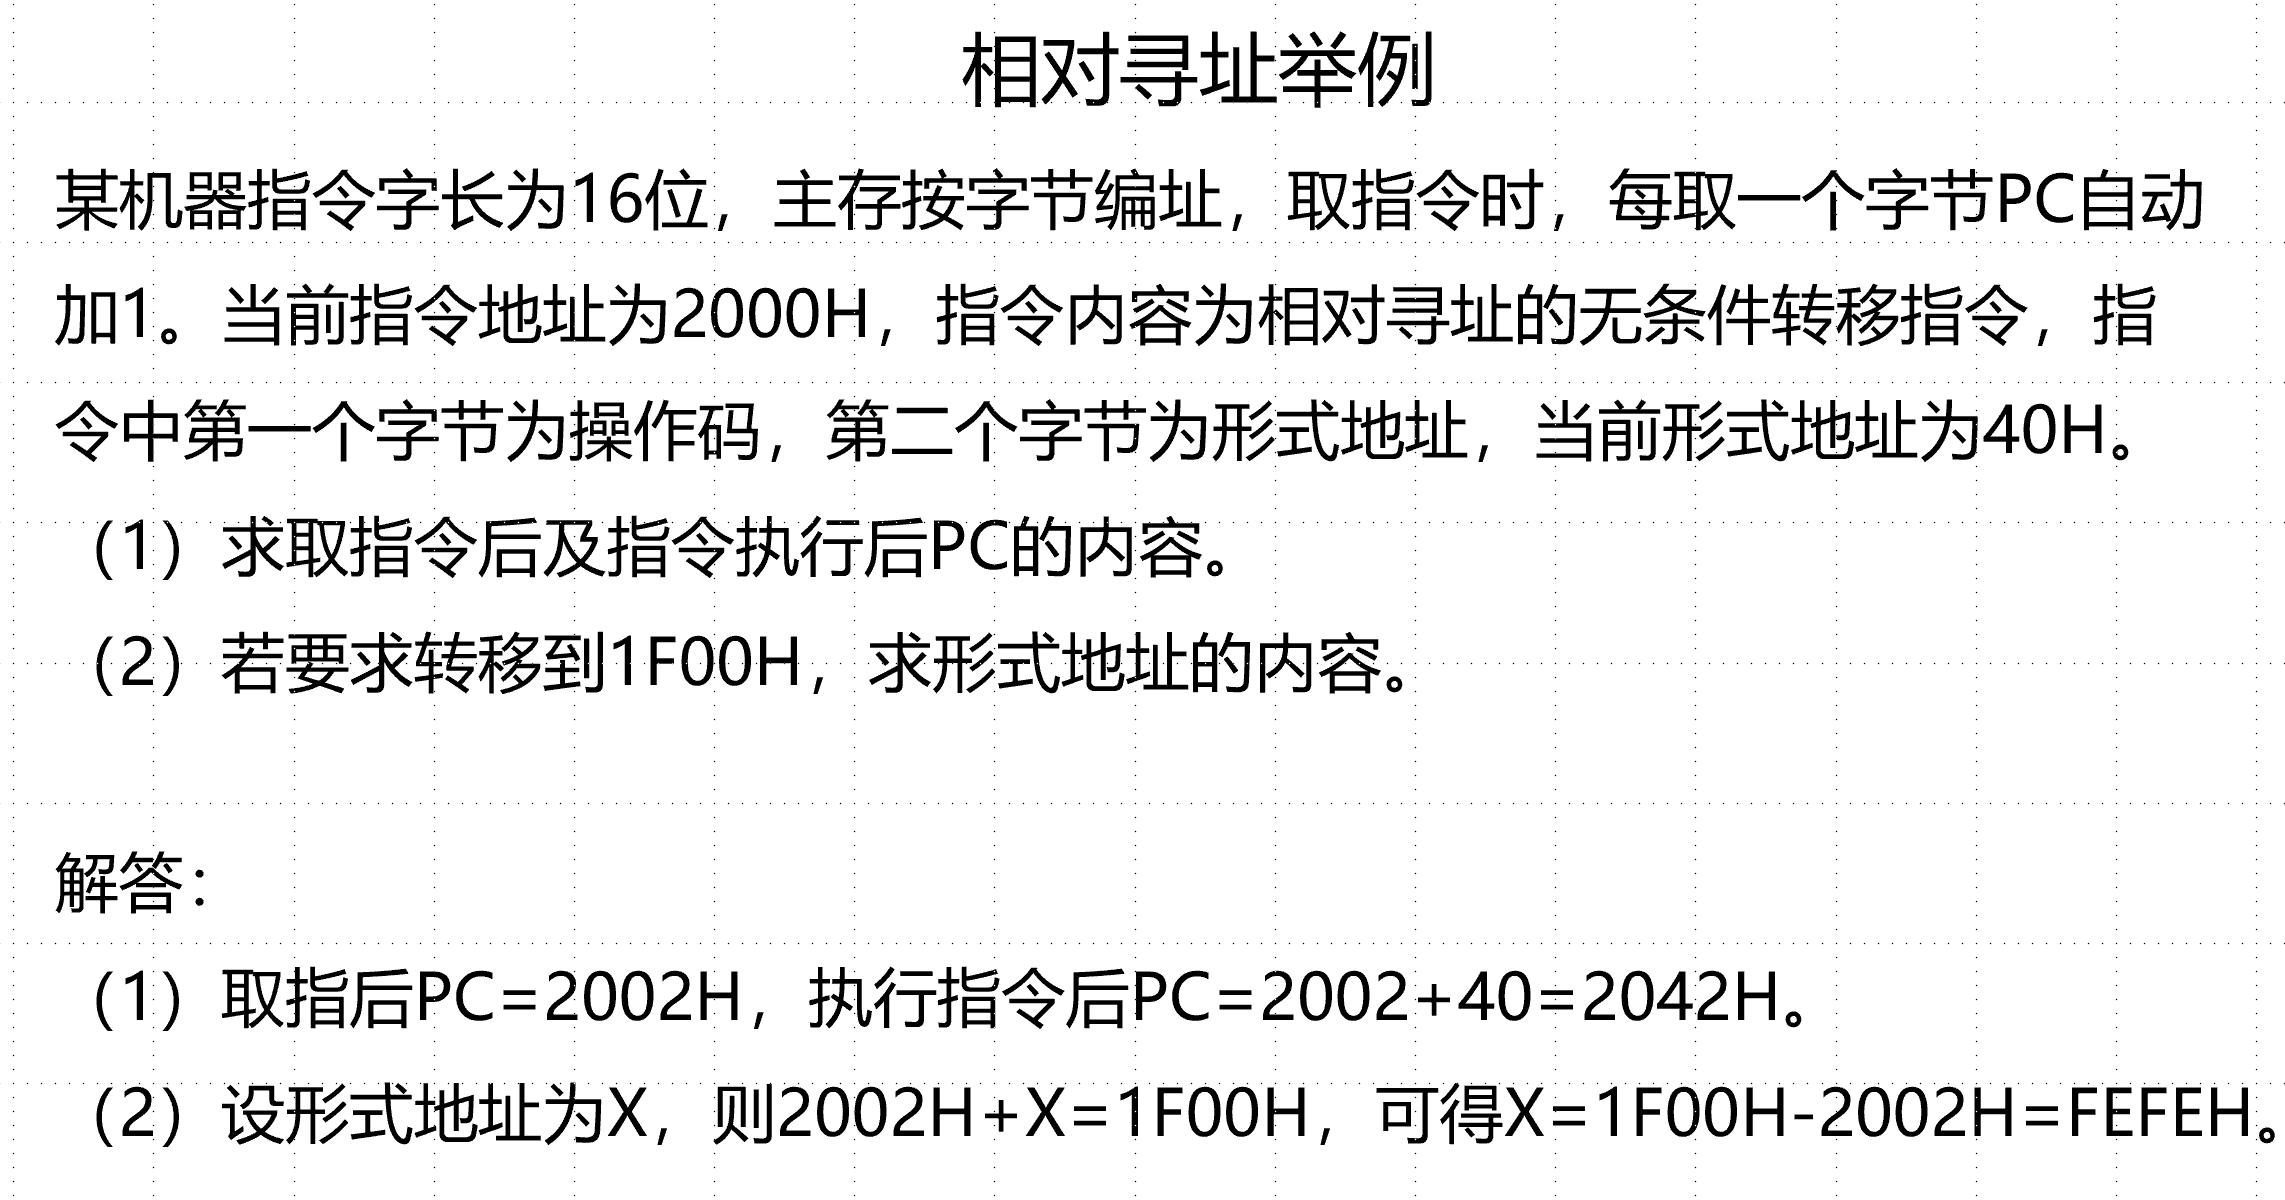 相对寻址举例
某机器指令字长为16位，主存按字节编址，取指令时，每取一个字节PC自动
加1。当前指令地址为2000H，指令内容为相对寻址的无条件转移指令，指
令中第一个字节为操作码，第二个字节为形式地址，当前形式地址为40H。
（1）求取指令后及指令执行后PC的内容。
（2）若要求转移到1F00H，求形式地址的内容。
解答：
（1）取指后PC=2002H，执行指令后PC=2002+40=2042H。
（2）设形式地址为X，则2002H+X=1F00H，可得X=1F00H-2002H=FEFEH。